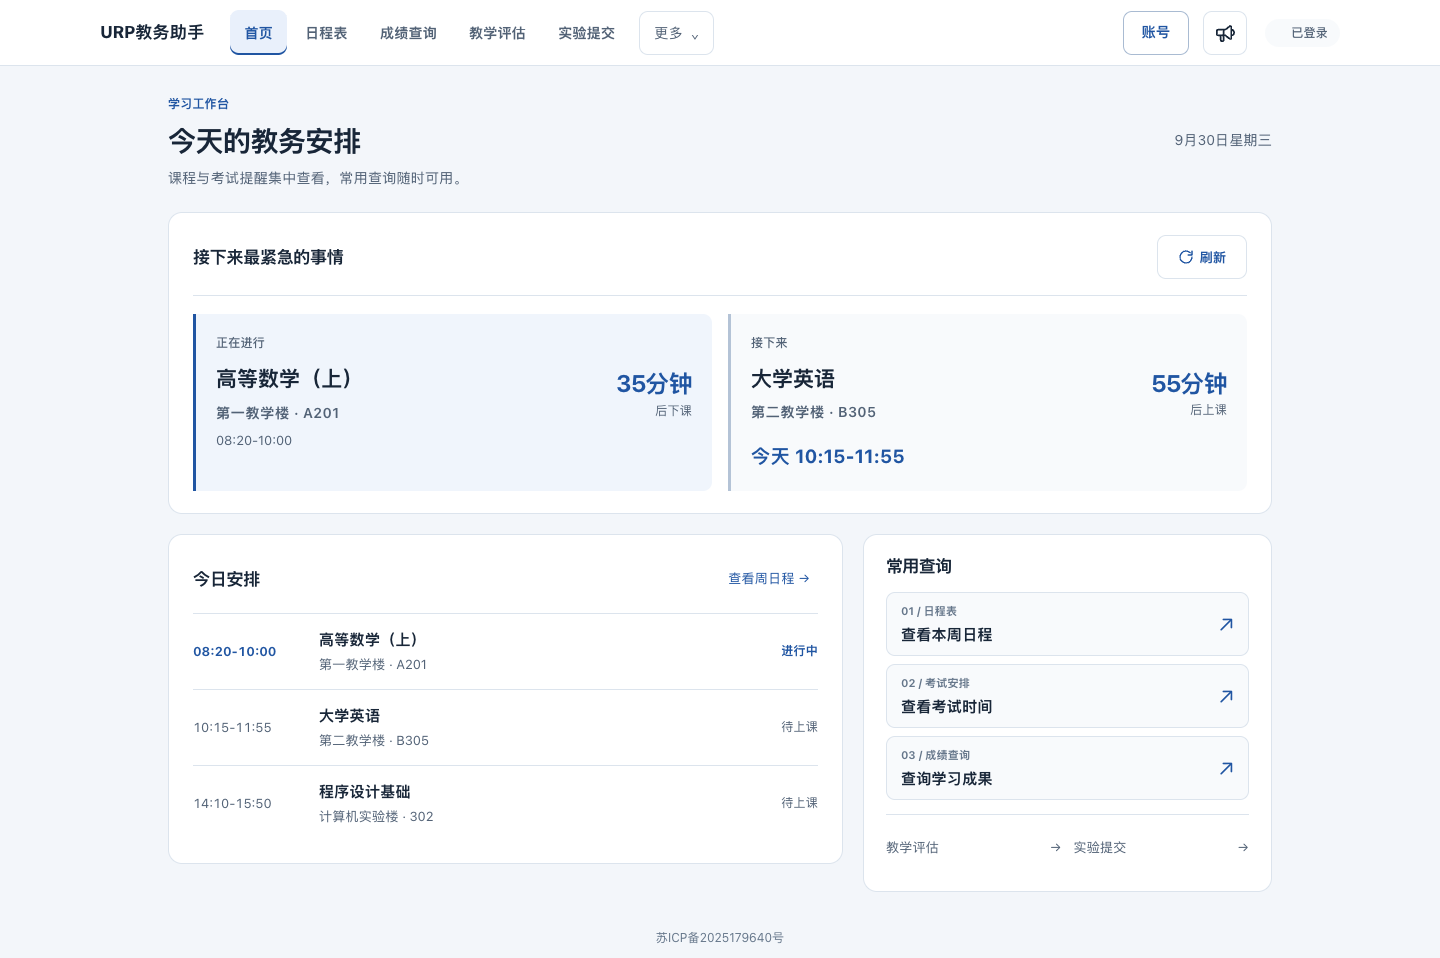 URP教务助手
首页
日程表
成绩查询
教学评估
实验提交
更多
账号
已登录
学习工作台
今天的教务安排
9月30日星期三
课程与考试提醒集中查看，常用查询随时可用。
接下来最紧急的事情
刷新
正在进行
高等数学（上）
35分钟
第一教学楼 · A201
后下课
08:20-10:00
接下来
大学英语
55分钟
第二教学楼 · B305
后上课
今天 10:15-11:55
今日安排
查看周日程 →
08:20-10:00
高等数学（上）
第一教学楼 · A201
进行中
10:15-11:55
大学英语
第二教学楼 · B305
待上课
14:10-15:50
程序设计基础
计算机实验楼 · 302
待上课
常用查询
01 / 日程表
查看本周日程
02 / 考试安排
查看考试时间
03 / 成绩查询
查询学习成果
教学评估 →
实验提交 →
苏ICP备2025179640号